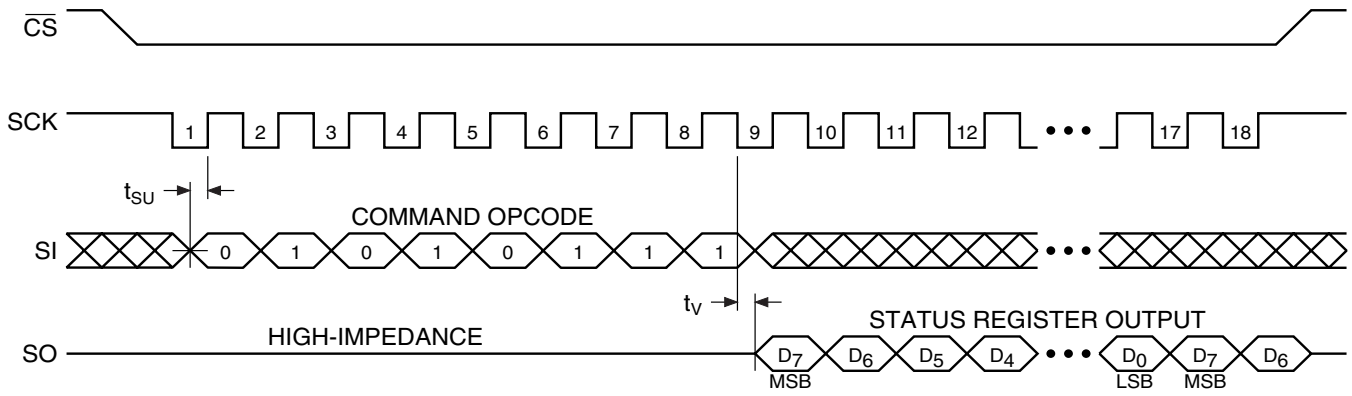 C̅S̅
SCK 1 2 3 4 5 6 7 8 9 10 11 12 ••• 17 18
tSU
COMMAND OPCODE
SI 0 1 0 1 0 1 1 1 •••
tV
HIGH-IMPEDANCE STATUS REGISTER OUTPUT
SO D7 D6 D5 D4 ••• D0 D7 D6
MSB LSB MSB